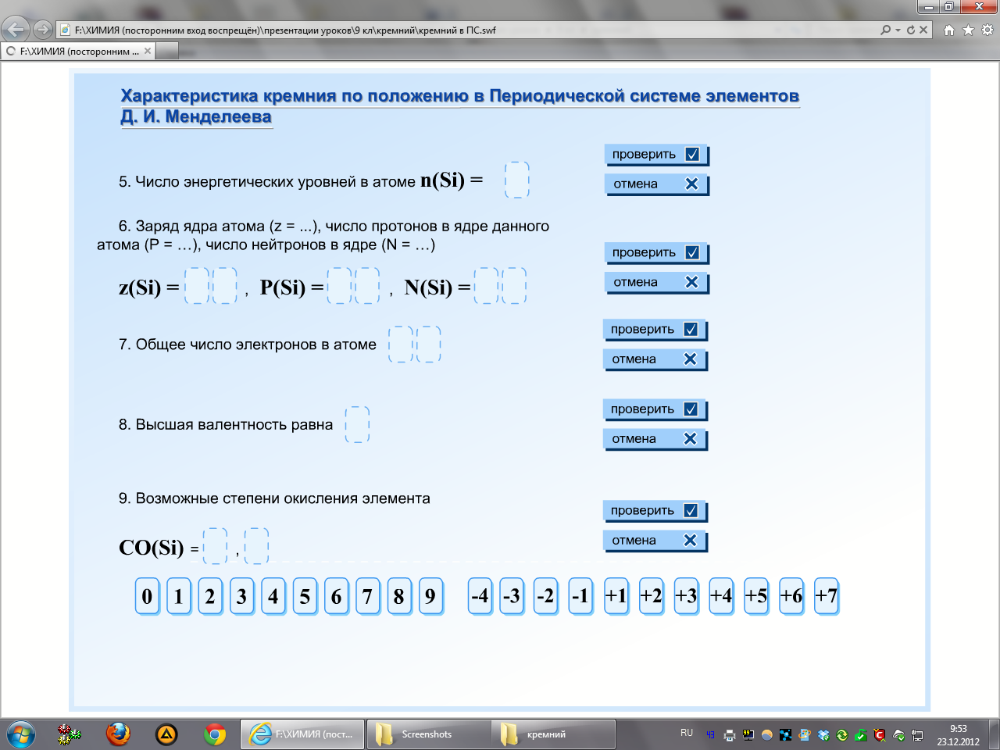 F:\ХИМИЯ (посторонним вход воспрещён)\презентации уроков\9 кл\кремний\кремний в ПС.swf
F:\ХИМИЯ (посторонним ...
Характеристика кремния по положению в Периодической системе элементов
Д. И. Менделеева
проверить
5. Число энергетических уровней в атоме n(Si) =
отмена
6. Заряд ядра атома (z = ...), число протонов в ядре данного
атома (P = …), число нейтронов в ядре (N = …)
проверить
отмена
z(Si) = , P(Si) = , N(Si) =
проверить
7. Общее число электронов в атоме
отмена
проверить
8. Высшая валентность равна
отмена
9. Возможные степени окисления элемента
проверить
отмена
СО(Si) = ,
0 1 2 3 4 5 6 7 8 9 -4 -3 -2 -1 +1 +2 +3 +4 +5 +6 +7
F:\ХИМИЯ (пост...
Screenshots
кремний
RU
9:53
23.12.2012